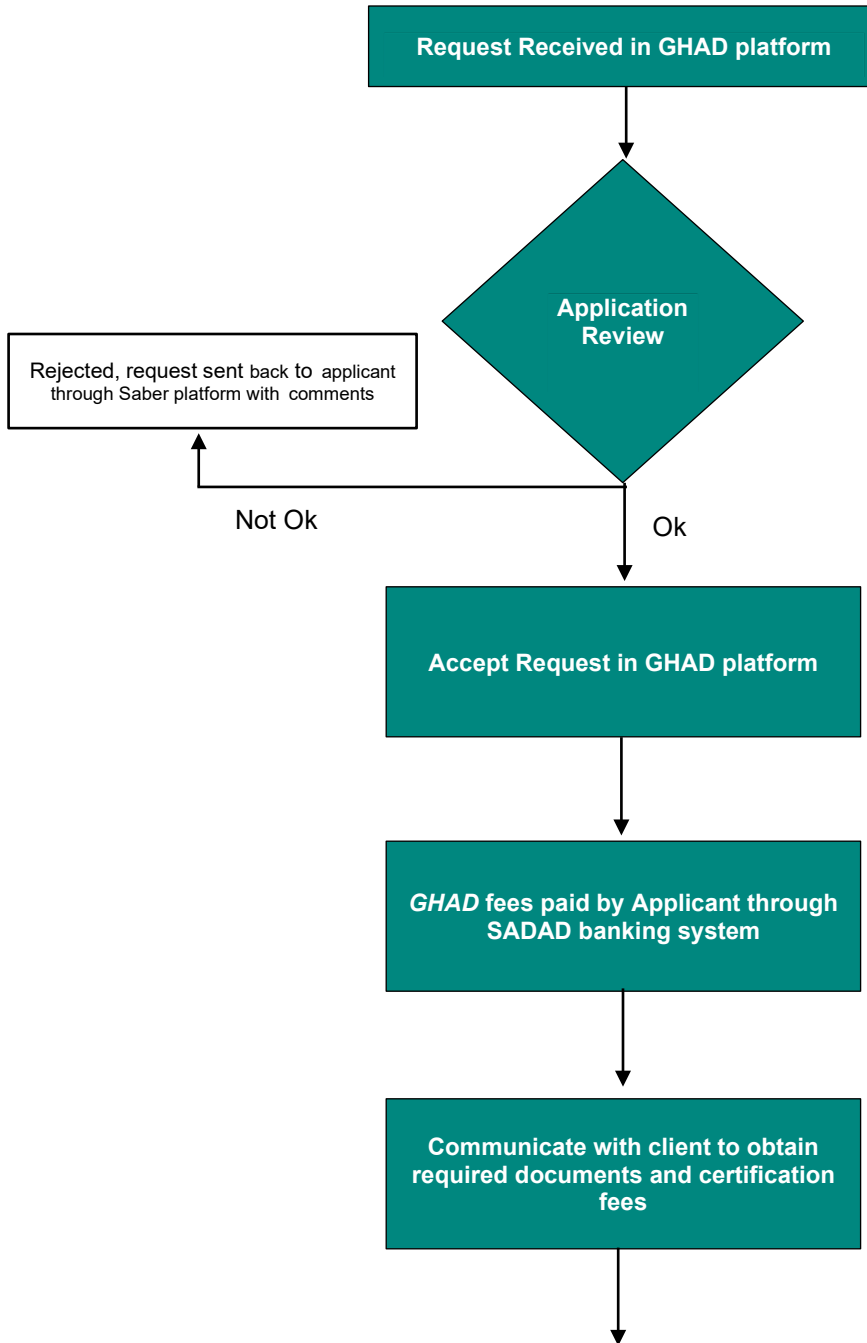 Request Received in GHAD platform
Application
Review
Rejected, request sent back to applicant
through Saber platform with comments
Not Ok
Ok
Accept Request in GHAD platform
GHAD fees paid by Applicant through
SADAD banking system
Communicate with client to obtain
required documents and certification
fees